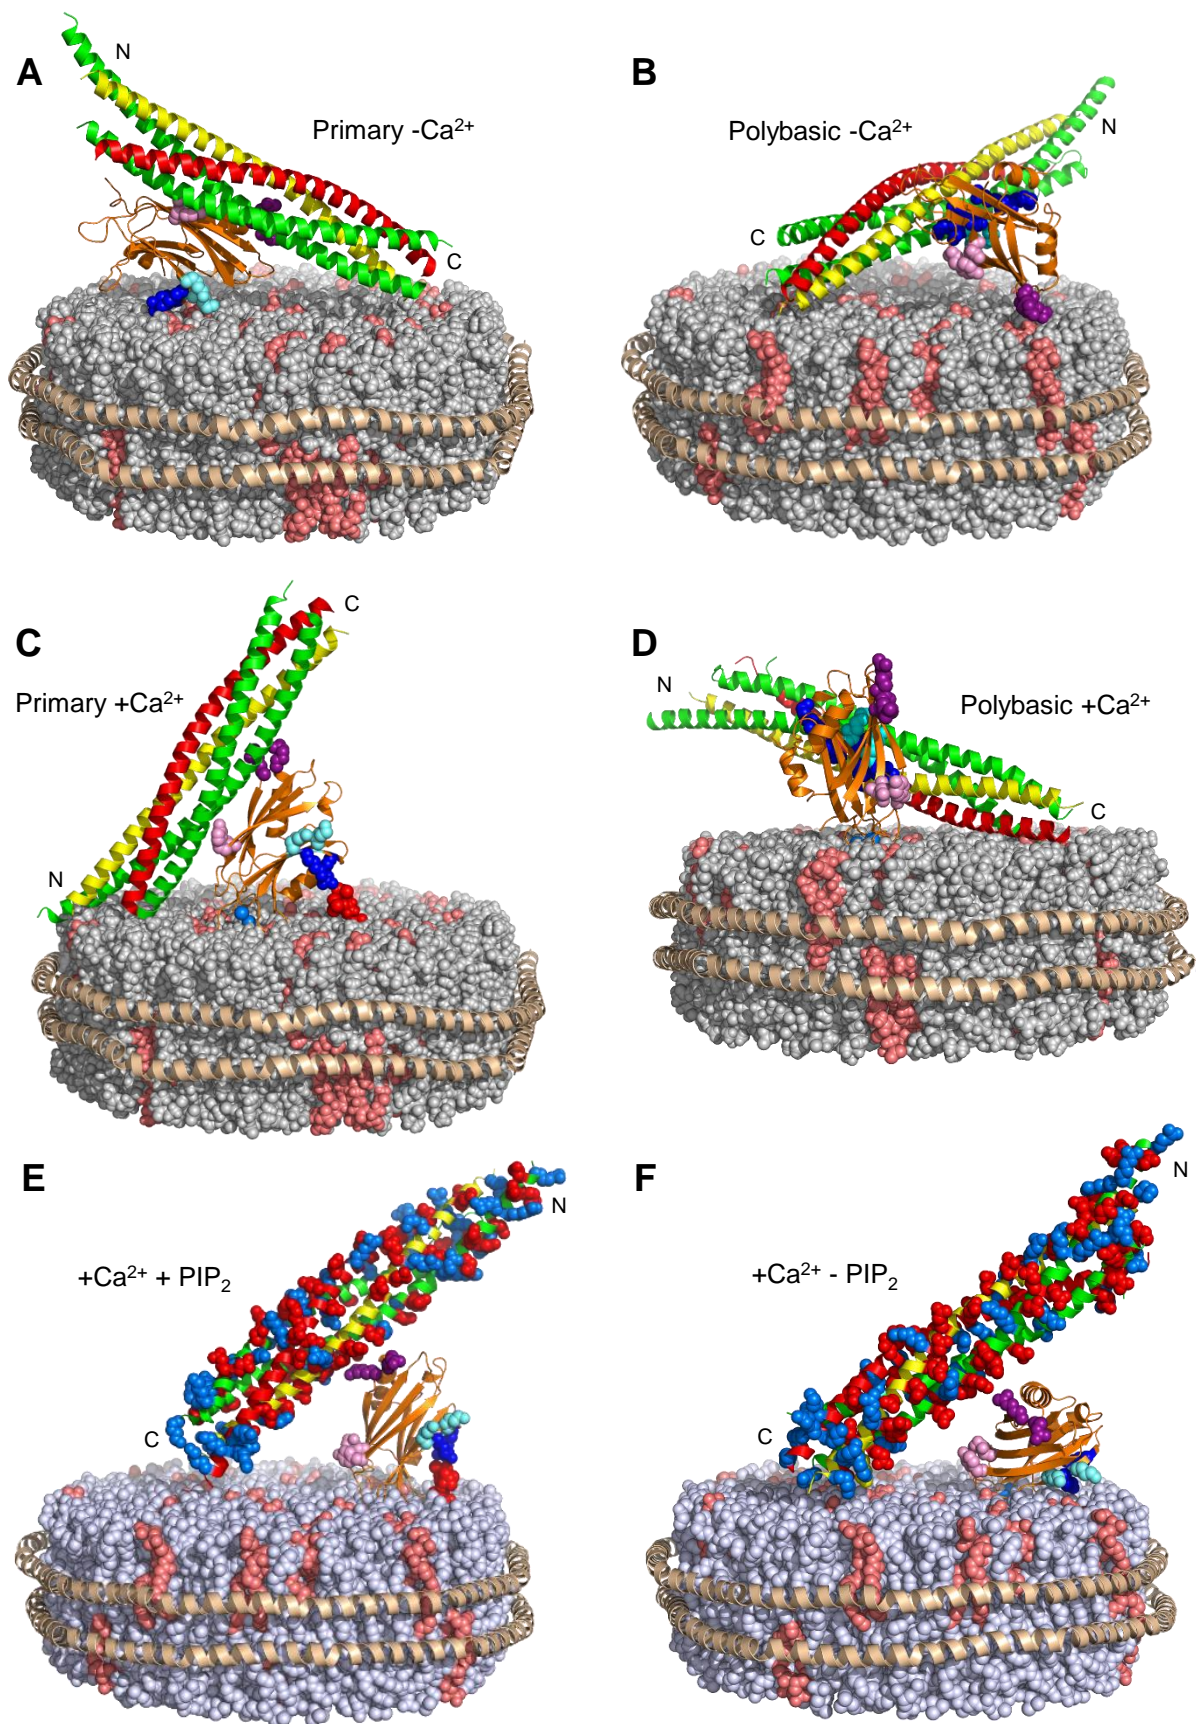 A
N
Primary -Ca²⁺
C
B
Polybasic -Ca²⁺
N
C
C
C
Primary +Ca²⁺
N
D
N
Polybasic +Ca²⁺
C
E
N
+Ca²⁺ + PIP₂
C
F
N
+Ca²⁺ - PIP₂
C